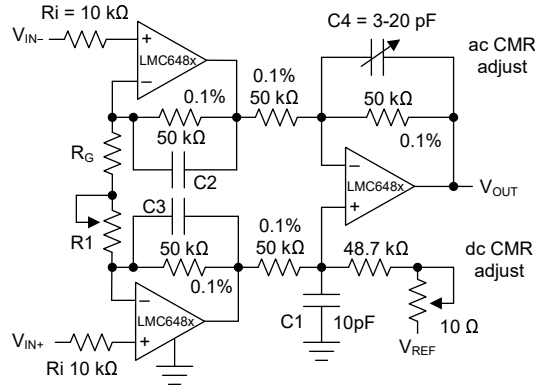 Ri = 10 kΩ
VIN–
+
LMC648x
–
C4 = 3-20 pF
ac CMR
adjust
0.1%
50 kΩ
0.1%
50 kΩ
50 kΩ
0.1%
RG
C2
–
LMC648x
+
VOUT
C3
R1
50 kΩ
0.1%
0.1%
50 kΩ
48.7 kΩ
dc CMR
adjust
–
LMC648x
+
C1
10pF
10 Ω
VREF
VIN+
Ri 10 kΩ